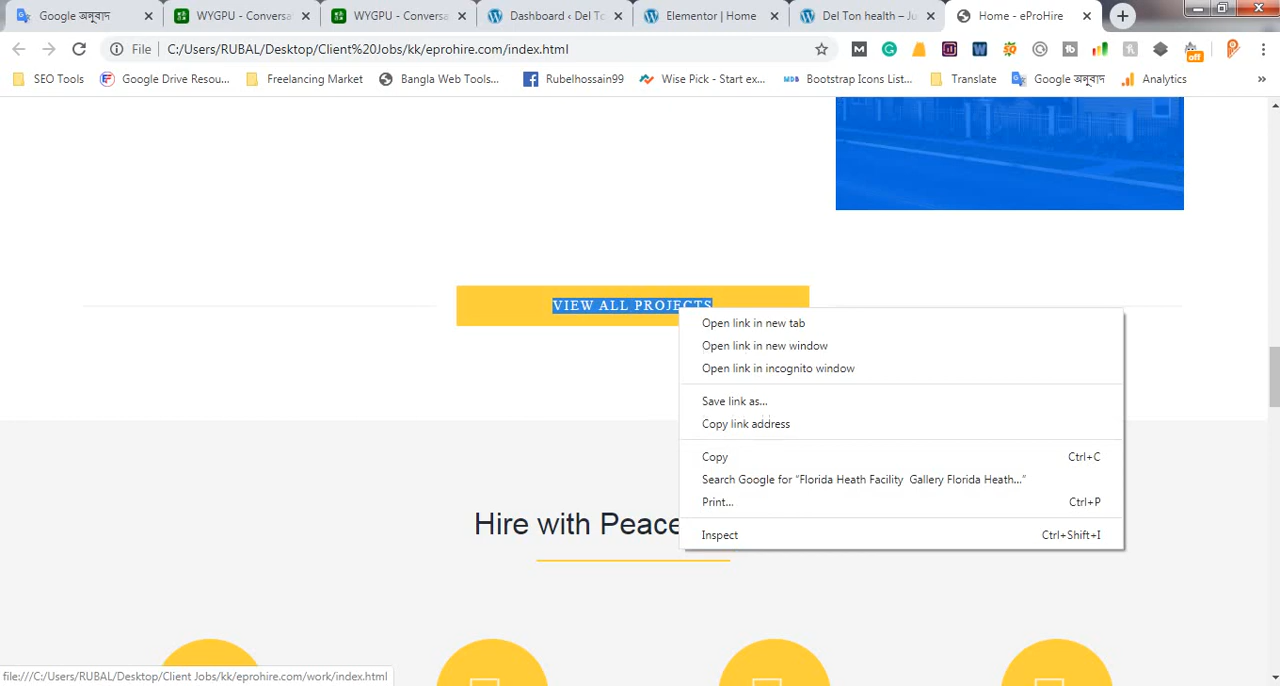 Google অনুবাদ
WYGPU - Conversa
WYGPU - Conversa
Dashboard ‹ Del To
Elementor | Home
Del Ton health – Ju
Home - eProHire
File
C:/Users/RUBAL/Desktop/Client%20Jobs/kk/eprohire.com/index.html
off
SEO Tools
Google Drive Resou...
Freelancing Market
Bangla Web Tools...
Rubelhossain99
Wise Pick - Start ex...
MDB
Bootstrap Icons List...
Translate
Google অনুবাদ
Analytics
»
VIEW ALL PROJECTS
Open link in new tab
Open link in new window
Open link in incognito window
Save link as...
Copy link address
Copy Ctrl+C
Search Google for “Florida Heath Facility  Gallery Florida Heath...”
Print... Ctrl+P
Inspect Ctrl+Shift+I
Hire with Peace
file:///C:/Users/RUBAL/Desktop/Client Jobs/kk/eprohire.com/work/index.html